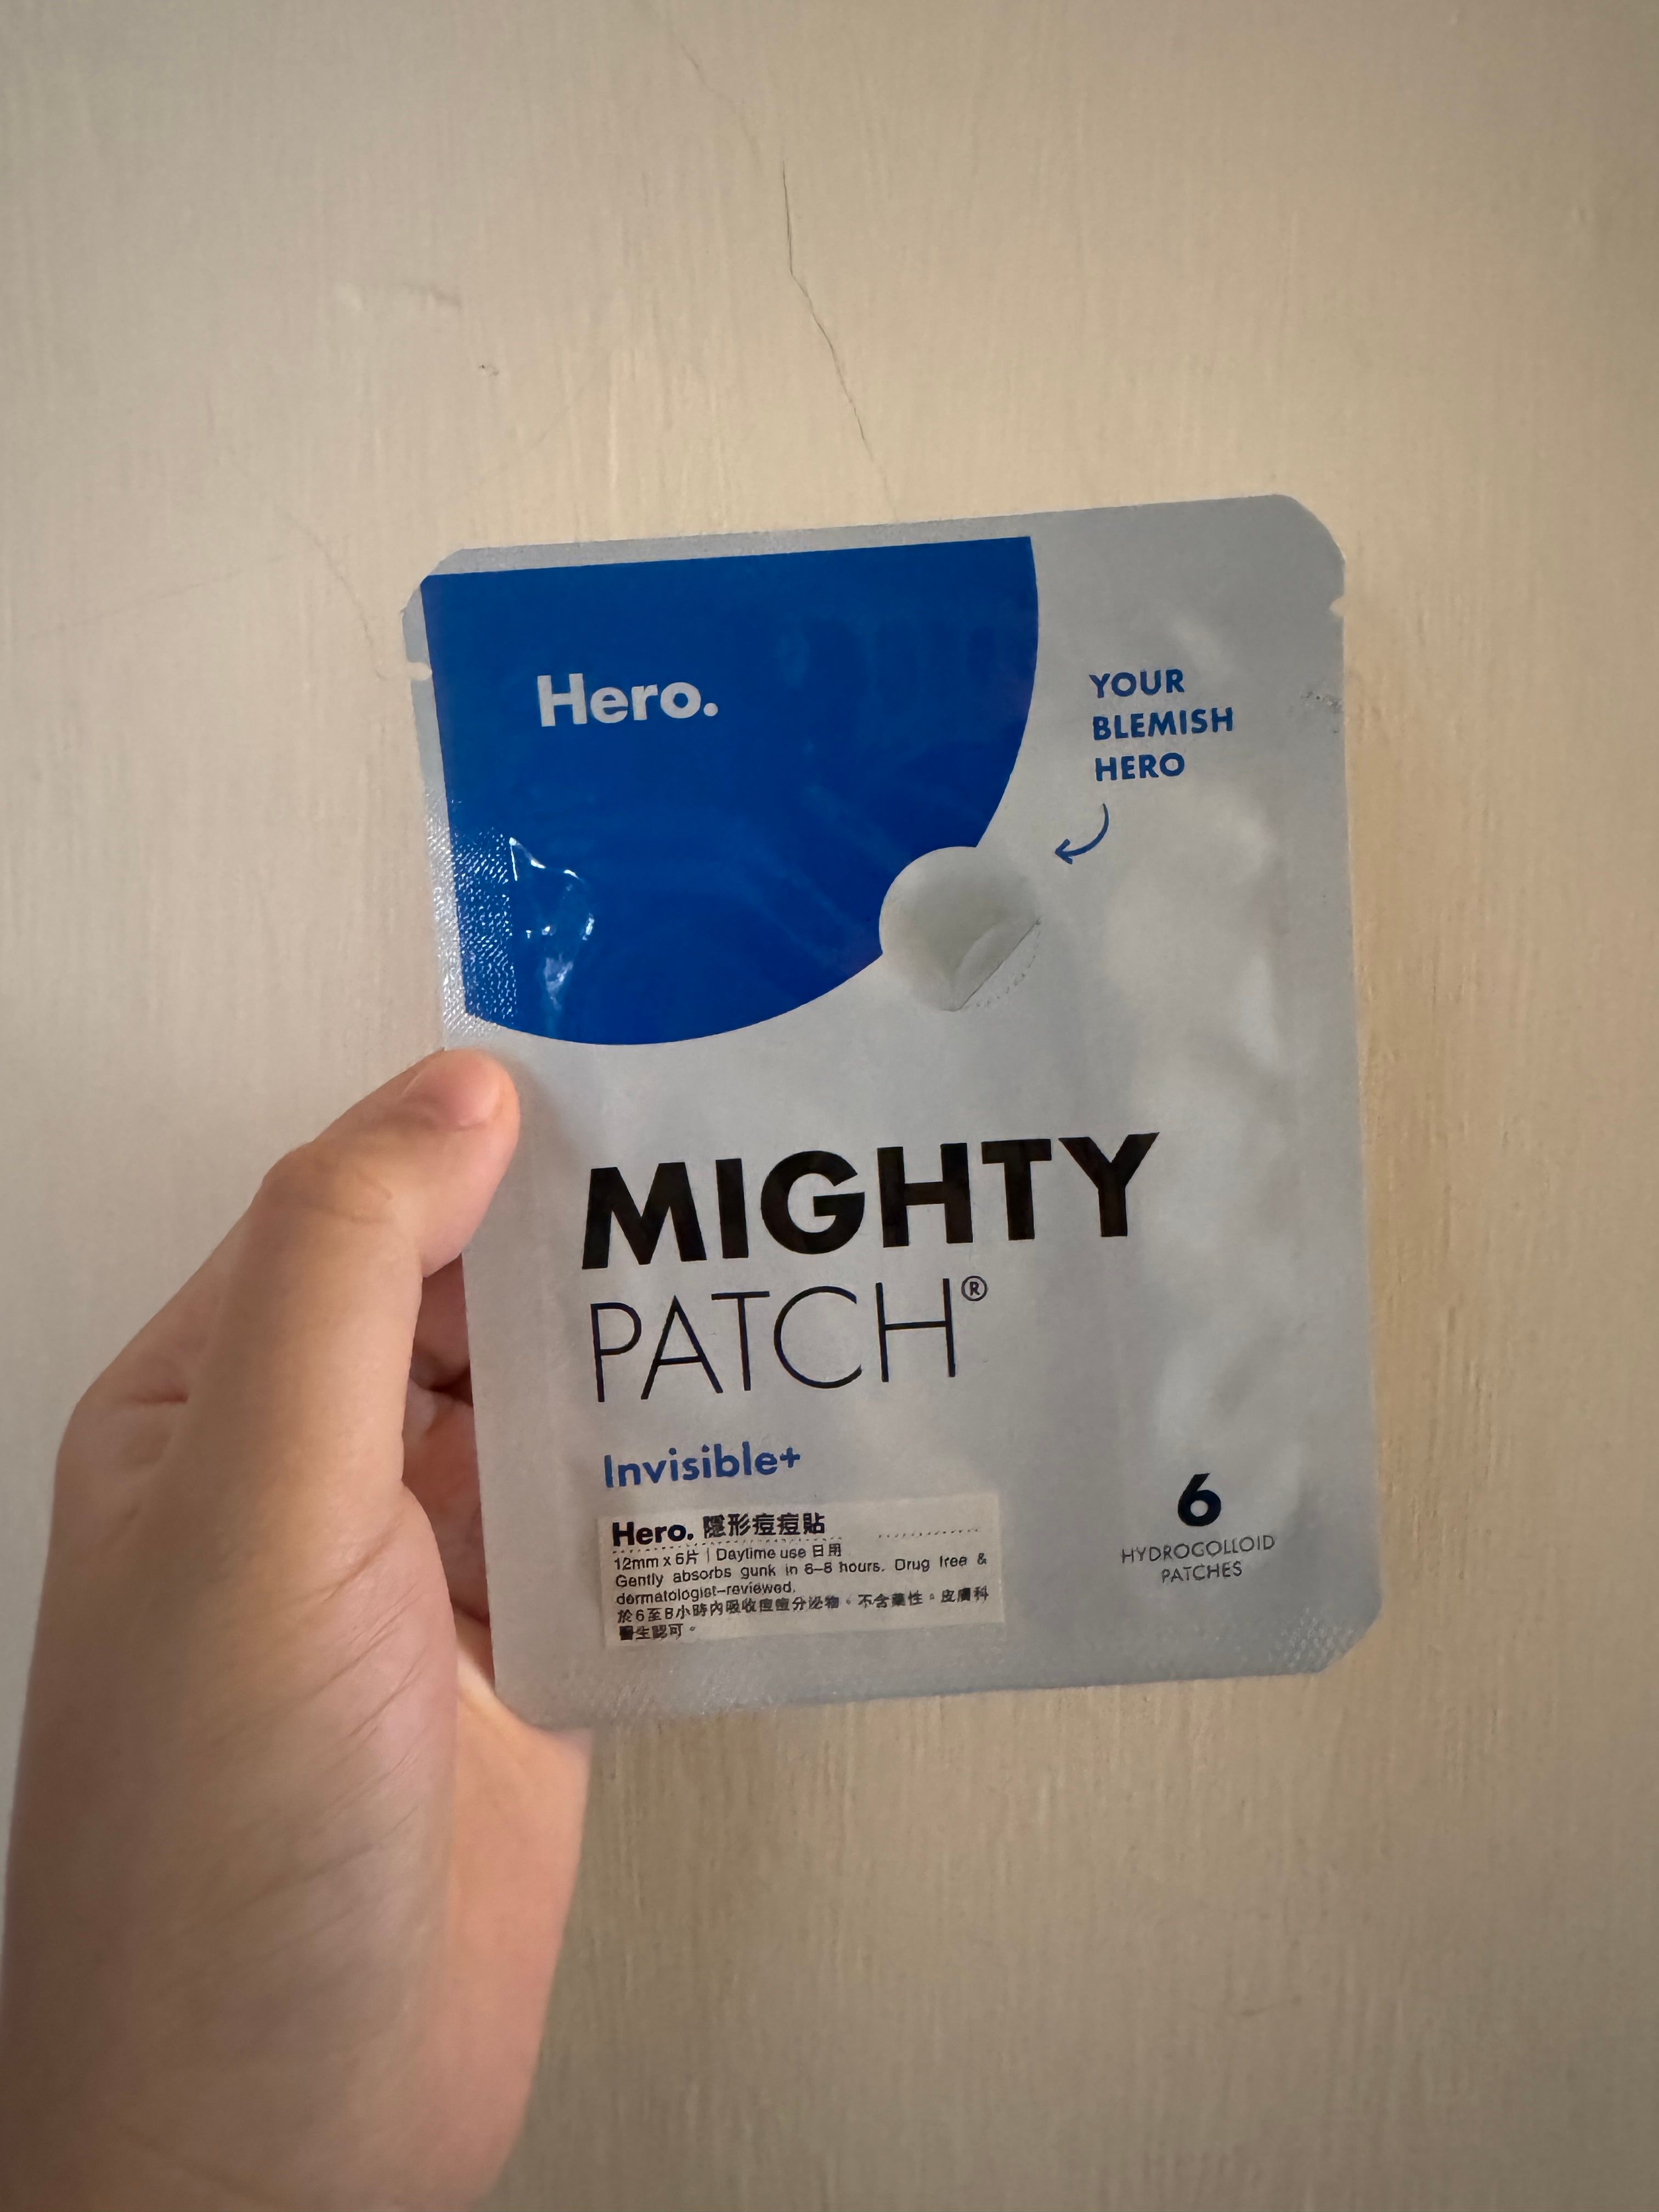 Hero.
YOUR
BLEMISH
HERO
MIGHTY
PATCH®
Invisible+
Hero. 隱形痘痘貼
12mm x 6片 | Daytime use 日用
Gently absorbs gunk in 6–8 hours. Drug free &
dermatologist–reviewed.
於6至8小時內吸收痘痘分泌物。不含藥性。皮膚科
醫生認可。
6
HYDROCOLLOID
PATCHES